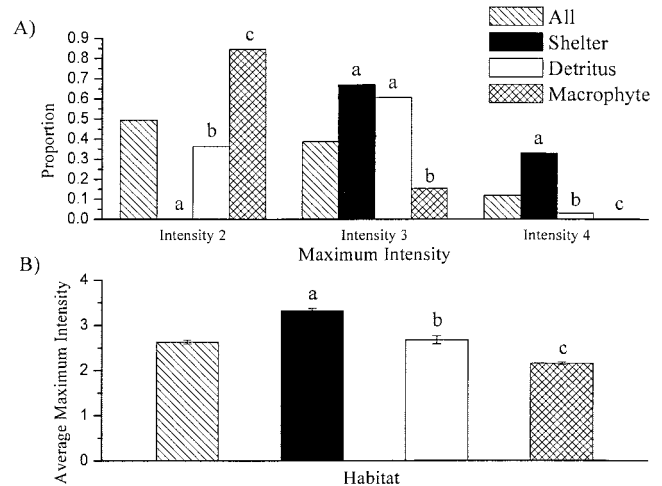 A)
All
Shelter
Detritus
Macrophyte
0.9
0.8
0.7
0.6
0.5
0.4
0.3
0.2
0.1
0.0
Proportion
a
b
c
a
a
b
a
b
c
Intensity 2
Intensity 3
Intensity 4
Maximum Intensity
B)
4
3
2
1
0
Average Maximum Intensity
a
b
c
Habitat